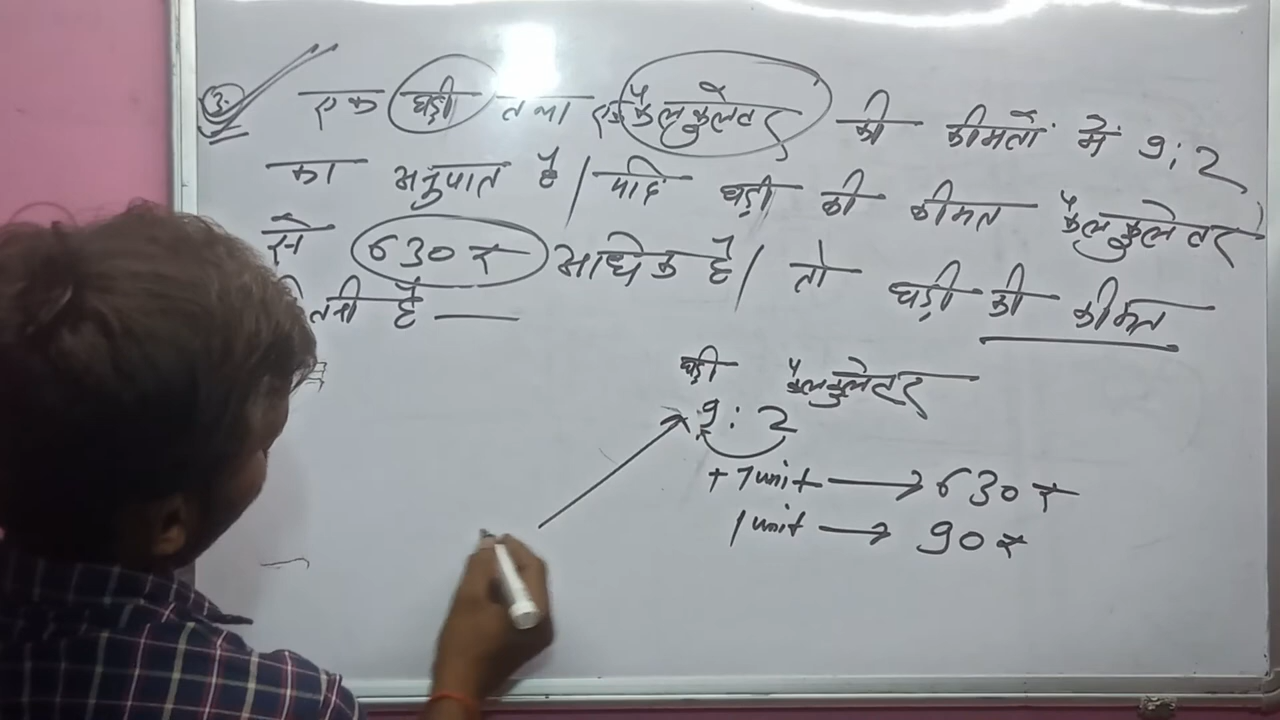 3. एक घड़ी तथा एक कैलकुलेटर की कीमतों में 9:2
का अनुपात है | यदि घड़ी की कीमत कैलकुलेटर
से 630 ₹ अधिक है | तो घड़ी की कीमत
तनी है ——
घड़ी कैलकुलेटर
9 : 2
+7 unit → 630 ₹
1 unit → 90 ₹